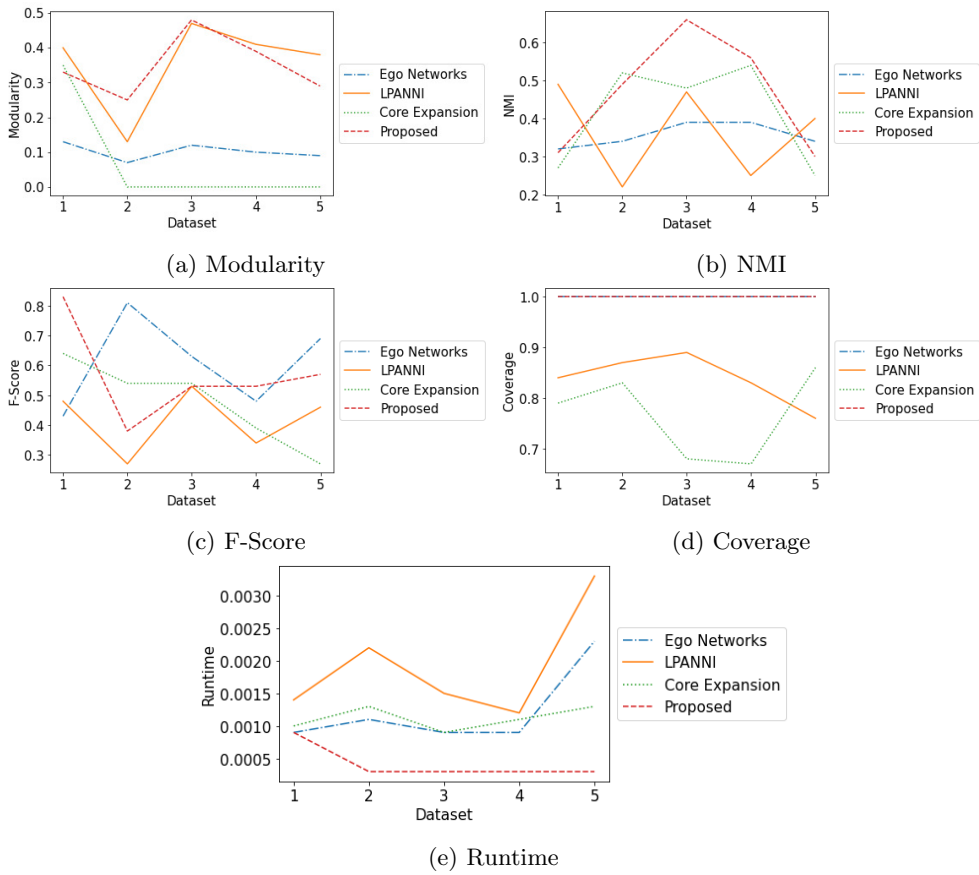 0.5
0.4
0.3
0.2
0.1
0.0
Modularity
1 2 3 4 5
Dataset
Ego Networks
LPANNI
Core Expansion
Proposed
(a) Modularity
0.6
0.5
0.4
0.3
0.2
NMI
1 2 3 4 5
Dataset
Ego Networks
LPANNI
Core Expansion
Proposed
(b) NMI
0.8
0.7
0.6
0.5
0.4
0.3
F-Score
1 2 3 4 5
Dataset
Ego Networks
LPANNI
Core Expansion
Proposed
(c) F-Score
1.0
0.9
0.8
0.7
Coverage
1 2 3 4 5
Dataset
Ego Networks
LPANNI
Core Expansion
Proposed
(d) Coverage
0.0030
0.0025
0.0020
0.0015
0.0010
0.0005
Runtime
1 2 3 4 5
Dataset
Ego Networks
LPANNI
Core Expansion
Proposed
(e) Runtime